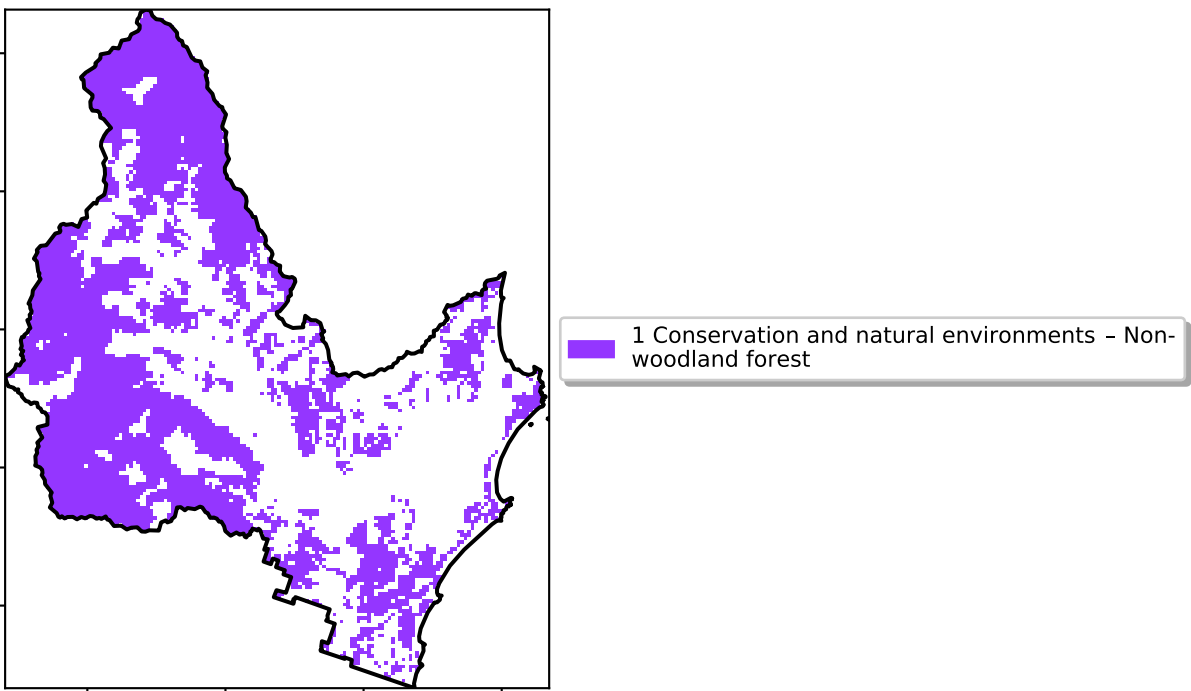 1 Conservation and natural environments – Non-
woodland forest